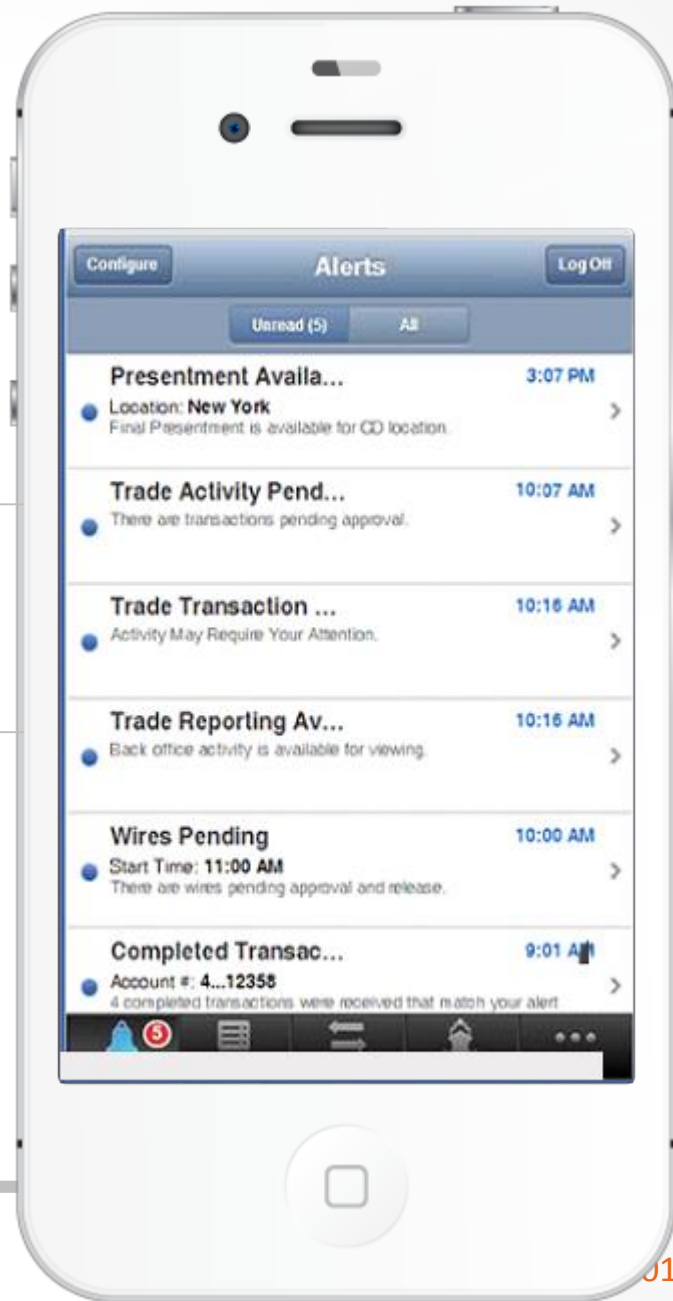 Configure Alerts Log Off
Unread (5) All
Presentment Availa... 3:07 PM
Location: New York
Final Presentment is available for CD location.
Trade Activity Pend... 10:07 AM
There are transactions pending approval.
Trade Transaction ... 10:16 AM
Activity May Require Your Attention.
Trade Reporting Av... 10:16 AM
Back office activity is available for viewing.
Wires Pending 10:00 AM
Start Time: 11:00 AM
There are wires pending approval and release.
Completed Transac... 9:01 AM
Account #: 4...12358
4 completed transactions were received that match your alert
5
01